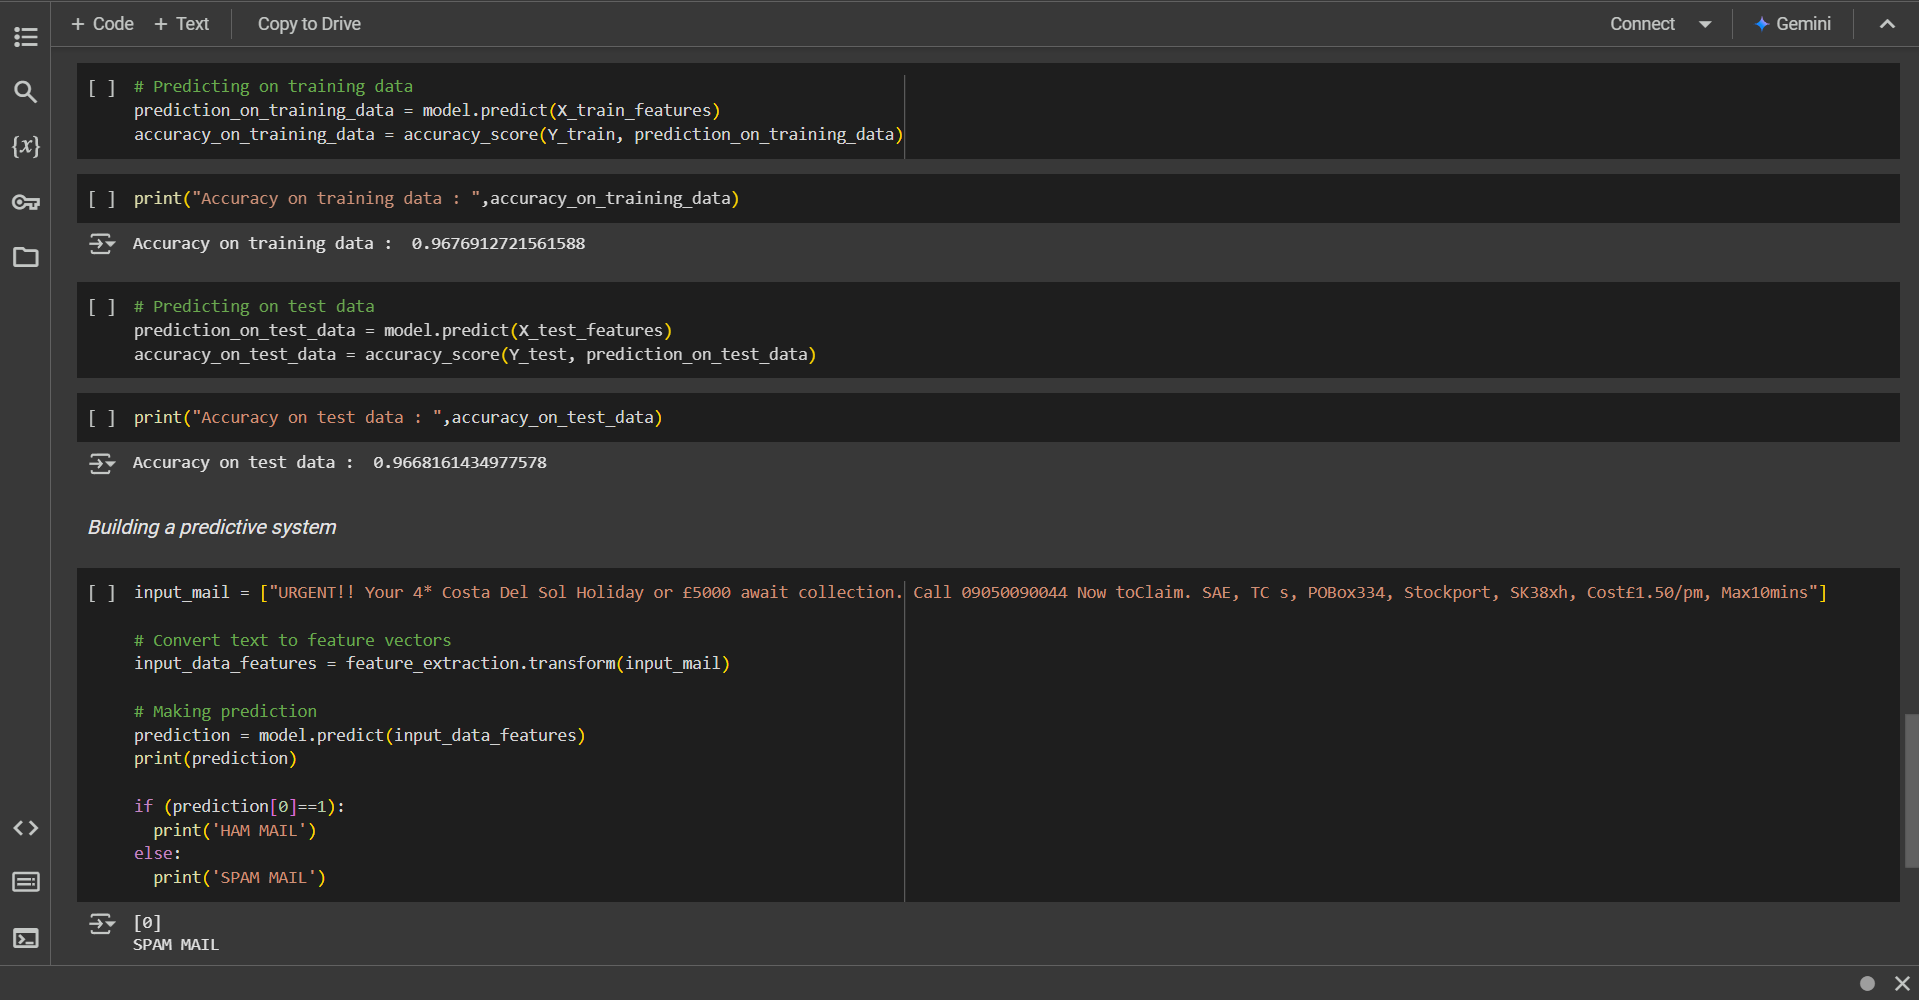 + Code + Text Copy to Drive Connect Gemini
[ ] # Predicting on training data
prediction_on_training_data = model.predict(X_train_features)
accuracy_on_training_data = accuracy_score(Y_train, prediction_on_training_data)
[ ] print("Accuracy on training data : ",accuracy_on_training_data)
Accuracy on training data :  0.9676912721561588
[ ] # Predicting on test data
prediction_on_test_data = model.predict(X_test_features)
accuracy_on_test_data = accuracy_score(Y_test, prediction_on_test_data)
[ ] print("Accuracy on test data : ",accuracy_on_test_data)
Accuracy on test data :  0.9668161434977578
Building a predictive system
[ ] input_mail = ["URGENT!! Your 4* Costa Del Sol Holiday or £5000 await collection. Call 09050090044 Now toClaim. SAE, TC s, POBox334, Stockport, SK38xh, Cost£1.50/pm, Max10mins"]
# Convert text to feature vectors
input_data_features = feature_extraction.transform(input_mail)
# Making prediction
prediction = model.predict(input_data_features)
print(prediction)
if (prediction[0]==1):
  print('HAM MAIL')
else:
  print('SPAM MAIL')
[0]
SPAM MAIL